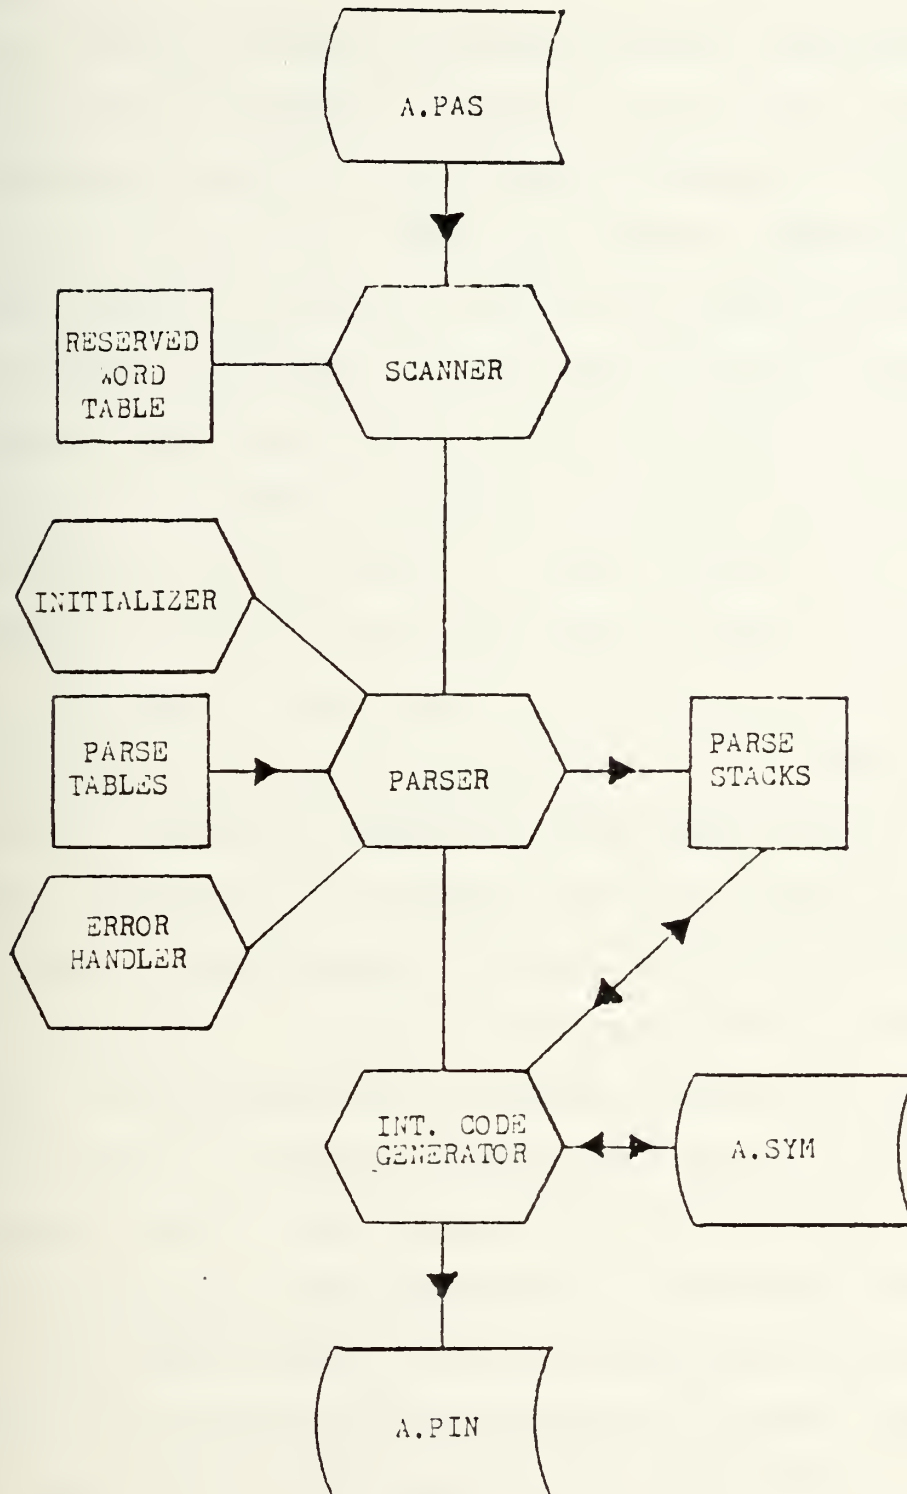 A.PAS
RESERVED
WORD
TABLE
SCANNER
INITIALIZER
PARSE
TABLES
PARSER
PARSE
STACKS
ERROR
HANDLER
INT. CODE
GENERATOR
A.SYM
A.PIN